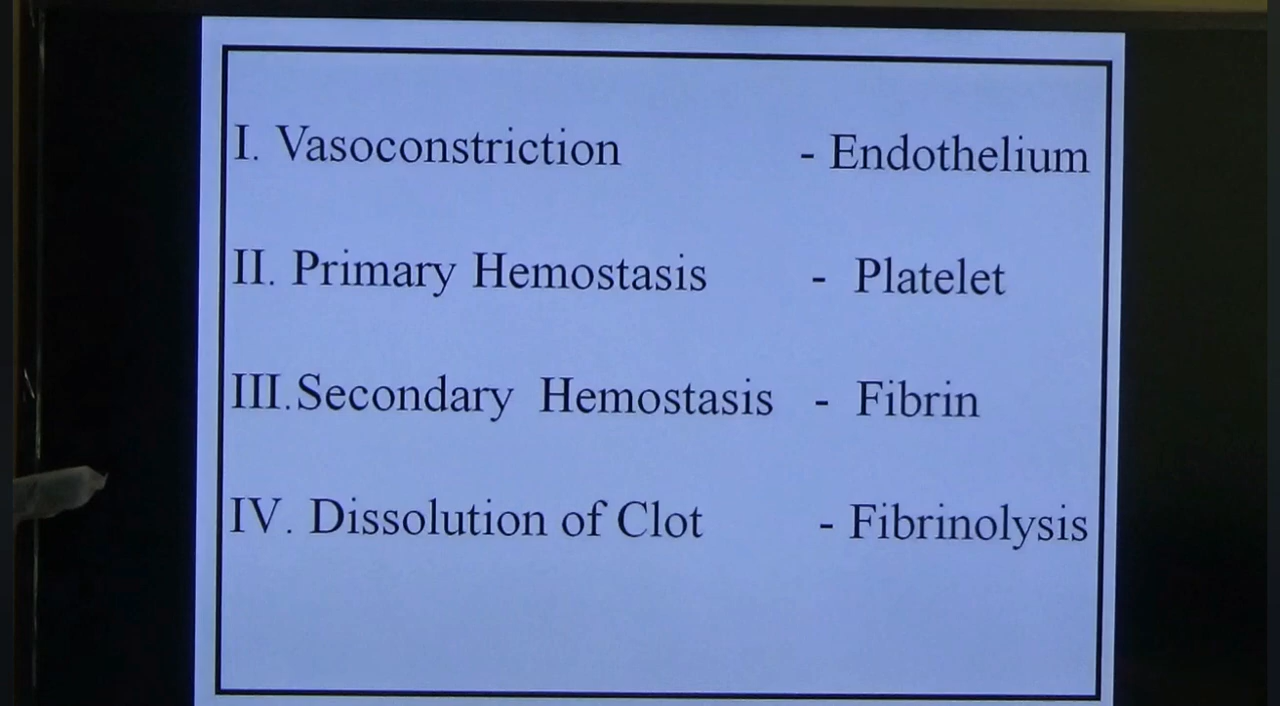 I. Vasoconstriction - Endothelium
II. Primary Hemostasis - Platelet
III.Secondary Hemostasis - Fibrin
IV. Dissolution of Clot - Fibrinolysis